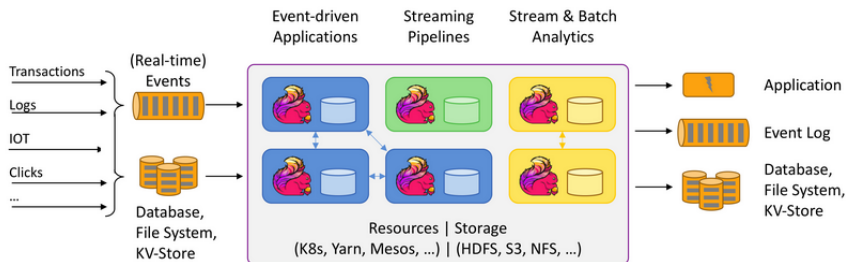 Event-driven
Applications
Streaming
Pipelines
Stream & Batch
Analytics
(Real-time)
Events
Transactions
Logs
IOT
Clicks
...
Database,
File System,
KV-Store
Resources | Storage
(K8s, Yarn, Mesos, ...) | (HDFS, S3, NFS, ...)
Application
Event Log
Database,
File System,
KV-Store